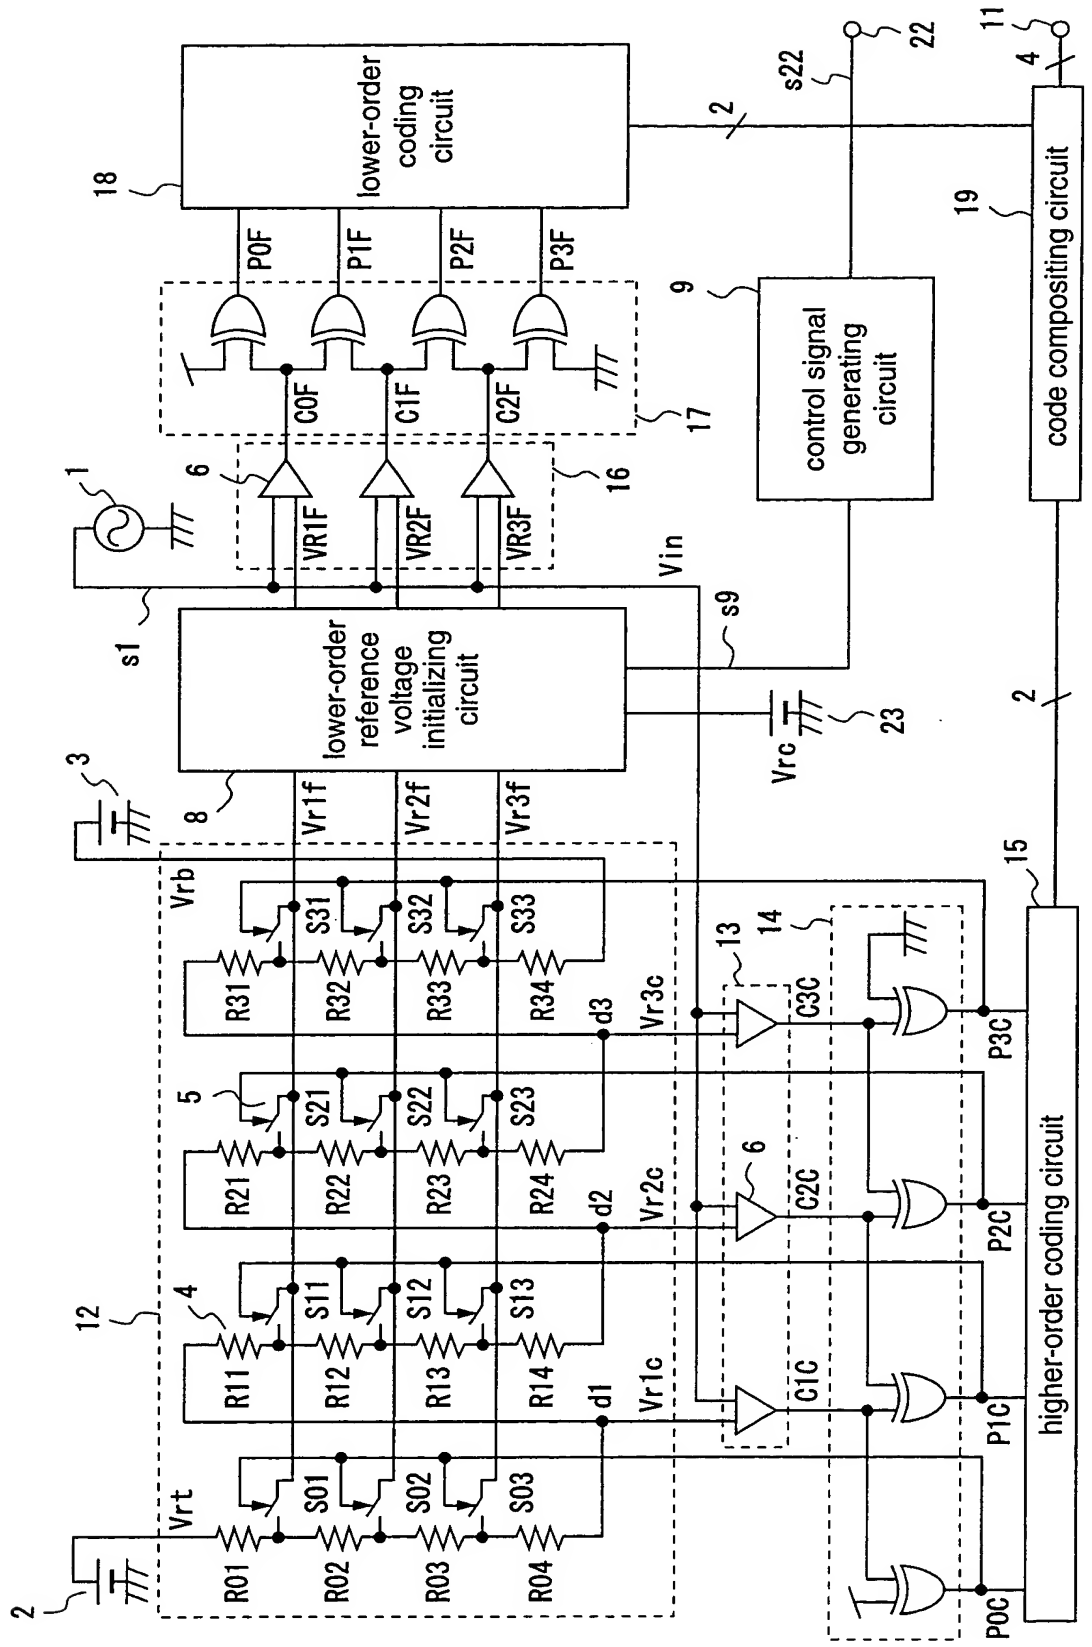 2
Vrt
12
4
5
Vrb
3
R01
S01
R11
S11
R21
S21
R31
S31
Vr1f
R02
S02
R12
S12
R22
S22
R32
S32
Vr2f
R03
S03
R13
S13
R23
S23
R33
S33
Vr3f
R04
R14
R24
R34
d1
d2
d3
Vr1c
Vr2c
Vr3c
13
6
C1C
C2C
C3C
14
P0C
P1C
P2C
P3C
15
higher-order coding circuit
8
lower-order
reference
voltage
initializing
circuit
s1
1
VR1F
VR2F
VR3F
6
16
Vin
C0F
C1F
C2F
17
P0F
P1F
P2F
P3F
18
lower-order
coding
circuit
Vrc
23
s9
9
control signal
generating
circuit
s22
22
2
2
19
code compositing circuit
4
11